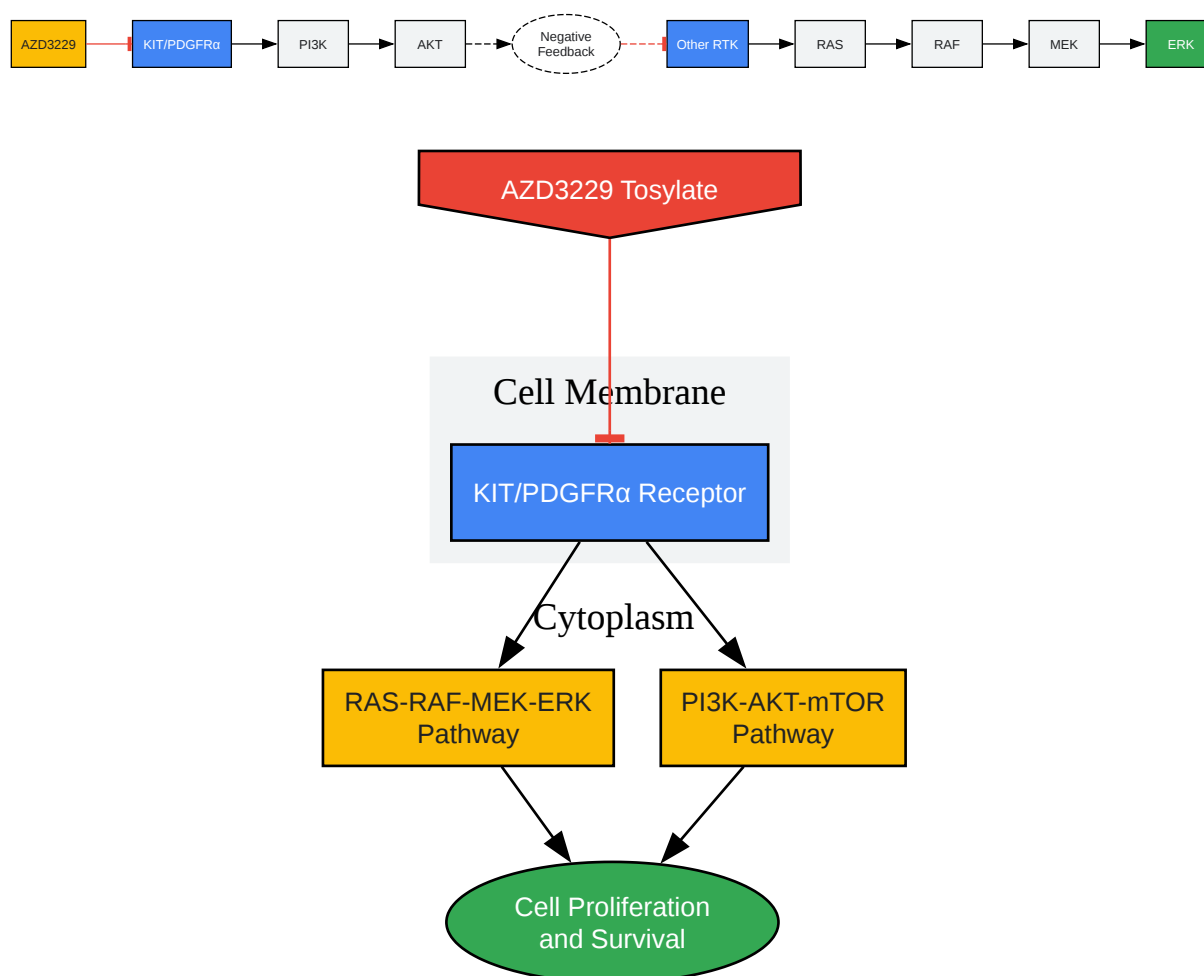 AZD3229
KIT/PDGFRα
PI3K
AKT
Negative
Feedback
Other RTK
RAS
RAF
MEK
ERK
AZD3229 Tosylate
Cell Membrane
KIT/PDGFRα Receptor
Cytoplasm
RAS-RAF-MEK-ERK
Pathway
PI3K-AKT-mTOR
Pathway
Cell Proliferation
and Survival